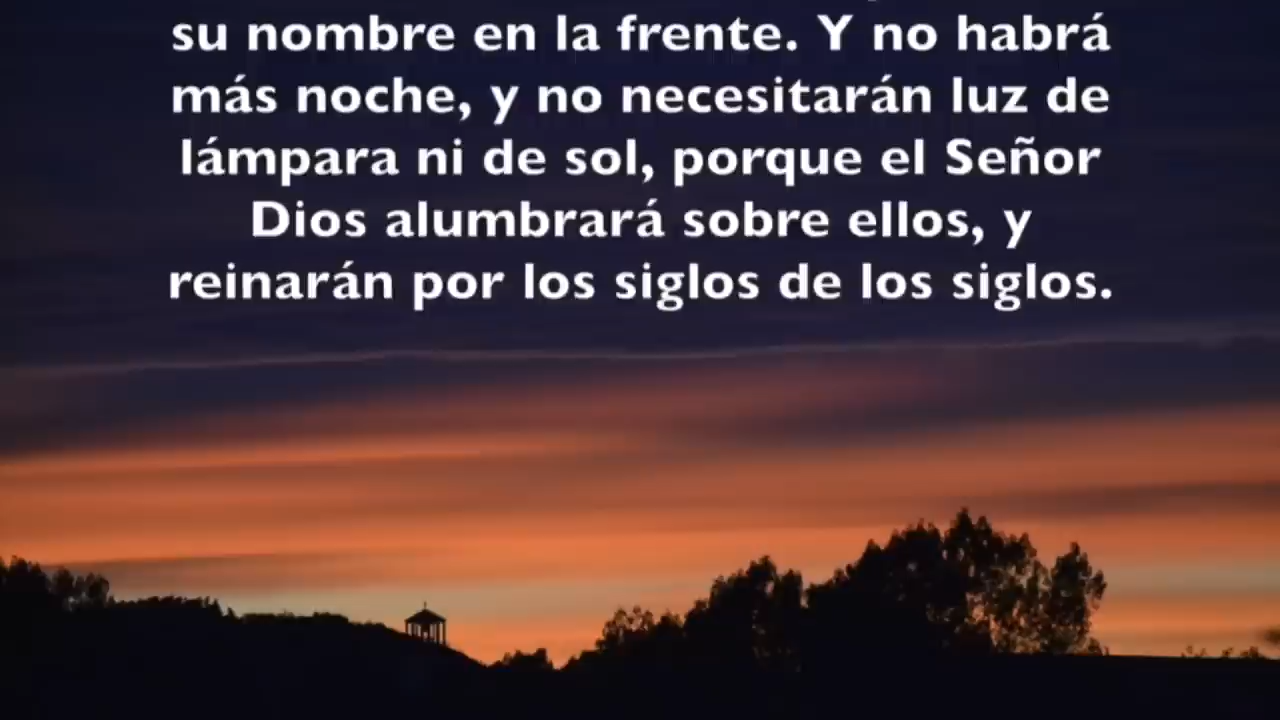 su nombre en la frente. Y no habrá
más noche, y no necesitarán luz de
lámpara ni de sol, porque el Señor
Dios alumbrará sobre ellos, y
reinarán por los siglos de los siglos.